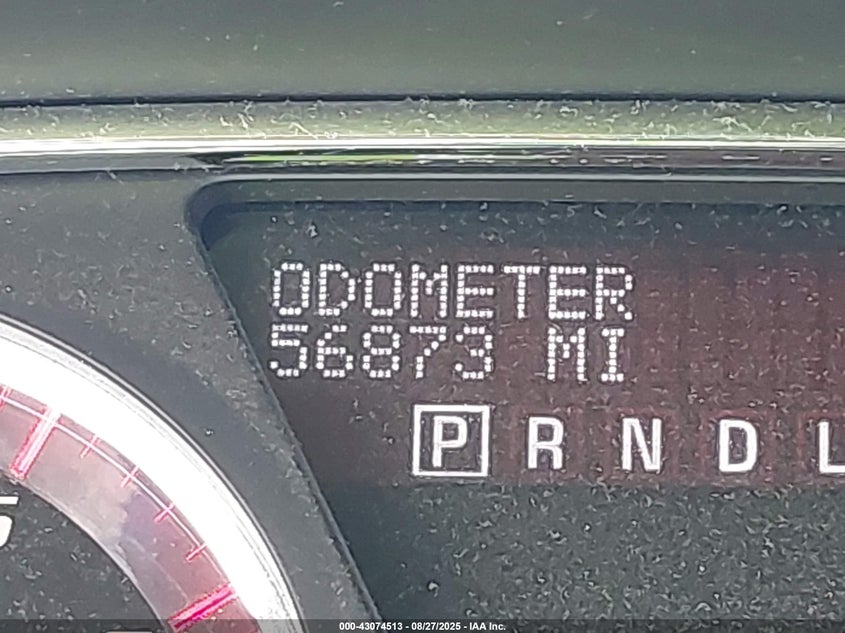 ODOMETER
56873 MI
P R N D L
000-43074513 - 08/27/2025 - IAA Inc.